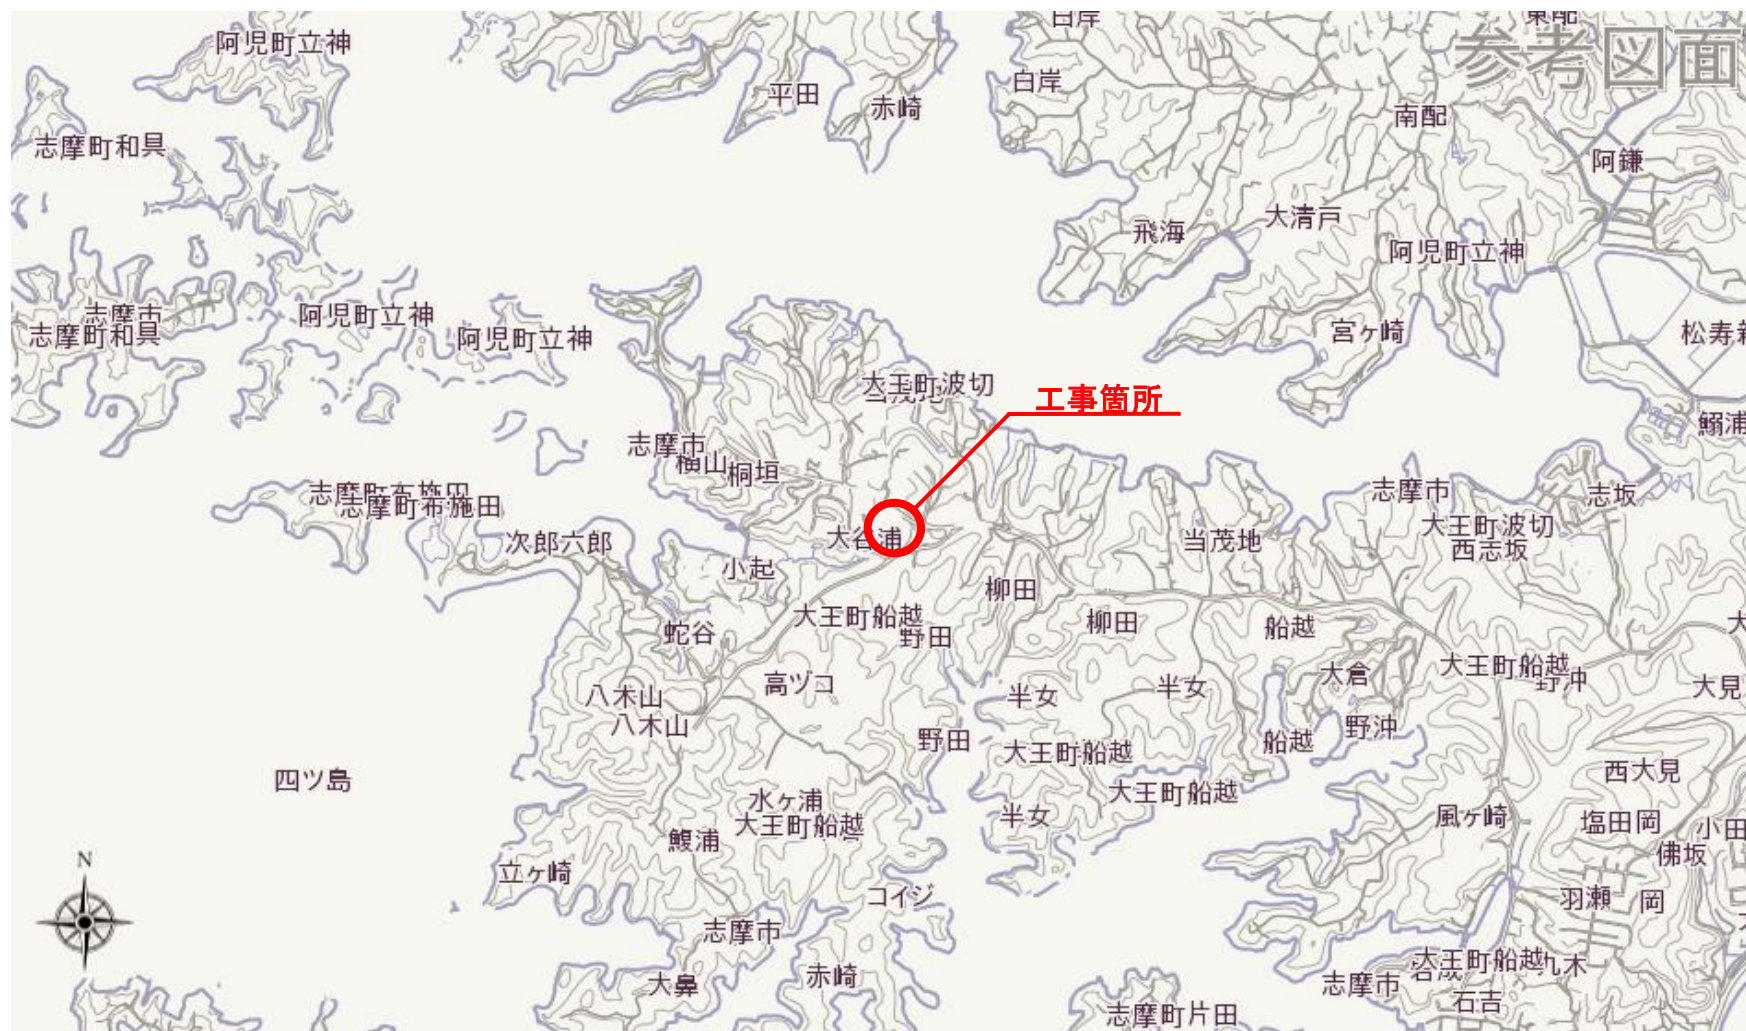 参考図面
阿児町立神
白岸
平田
赤崎
白岸
南配
志摩町和具
阿鎌
飛海
大清戸
阿児町立神
志摩市
志摩町和具
阿児町立神
阿児町立神
宮ヶ崎
大王町波切
工事箇所
志摩市
横山
桐垣
志摩町布施田
志摩町布施田
志摩市
志坂
大谷浦
次郎六郎
小起
当茂地
大王町波切
西志坂
柳田
大王町船越
野田
蛇谷
柳田
船越
大倉
大王町船越
野沖
高ヅコ
半女
半女
八木山
八木山
野田
船越
野沖
大王町船越
四ツ島
水ヶ浦
大王町船越
大王町船越
半女
西大見
鰒浦
風ヶ崎
塩田岡
佛坂
立ヶ崎
コイジ
羽瀬
岡
N
志摩市
大鼻
赤崎
志摩市
大王町船越
石吉
志摩町片田